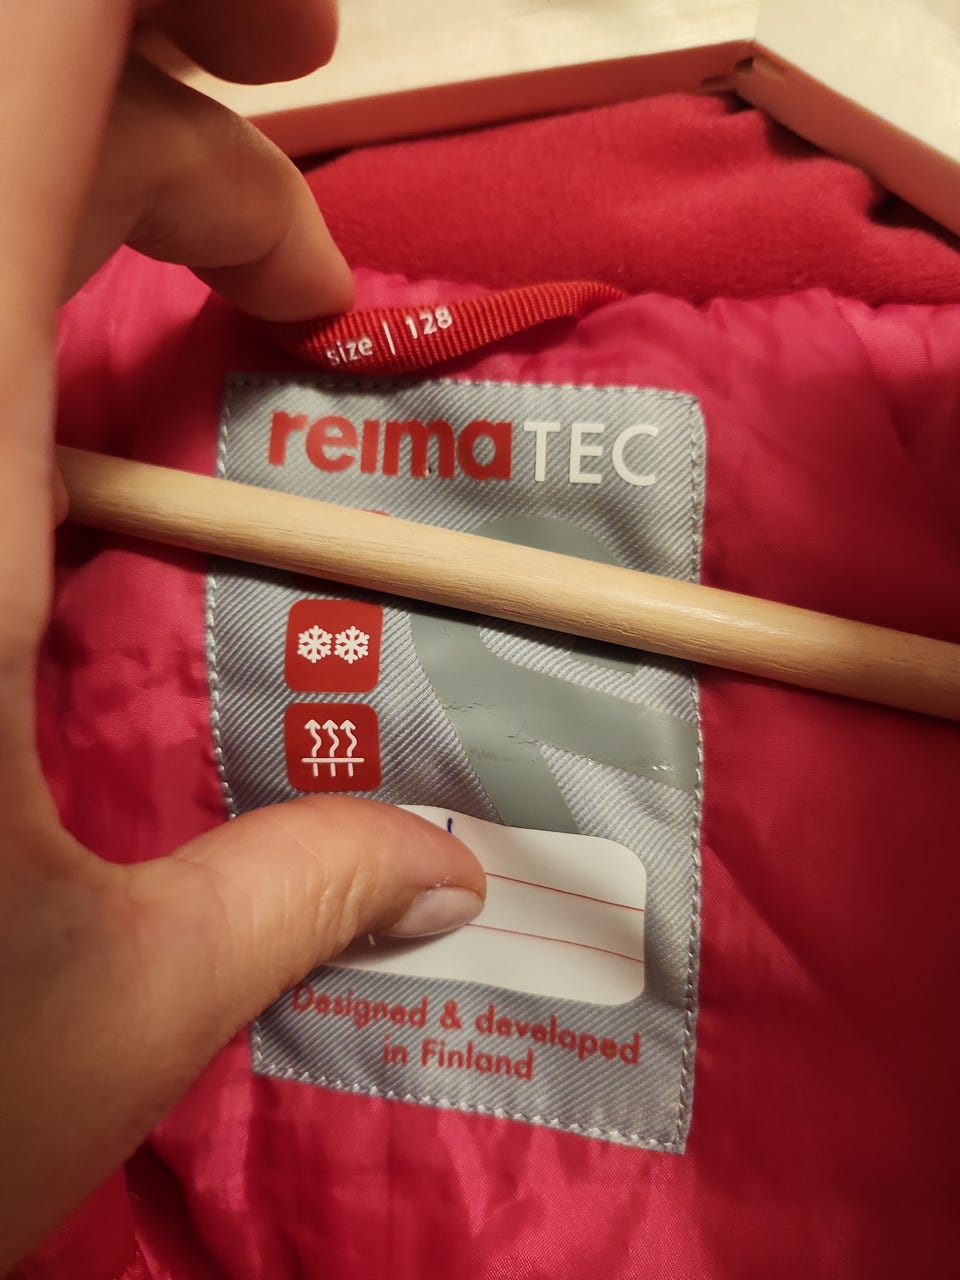 size | 128
reimaTEC
Designed & developed
in Finland